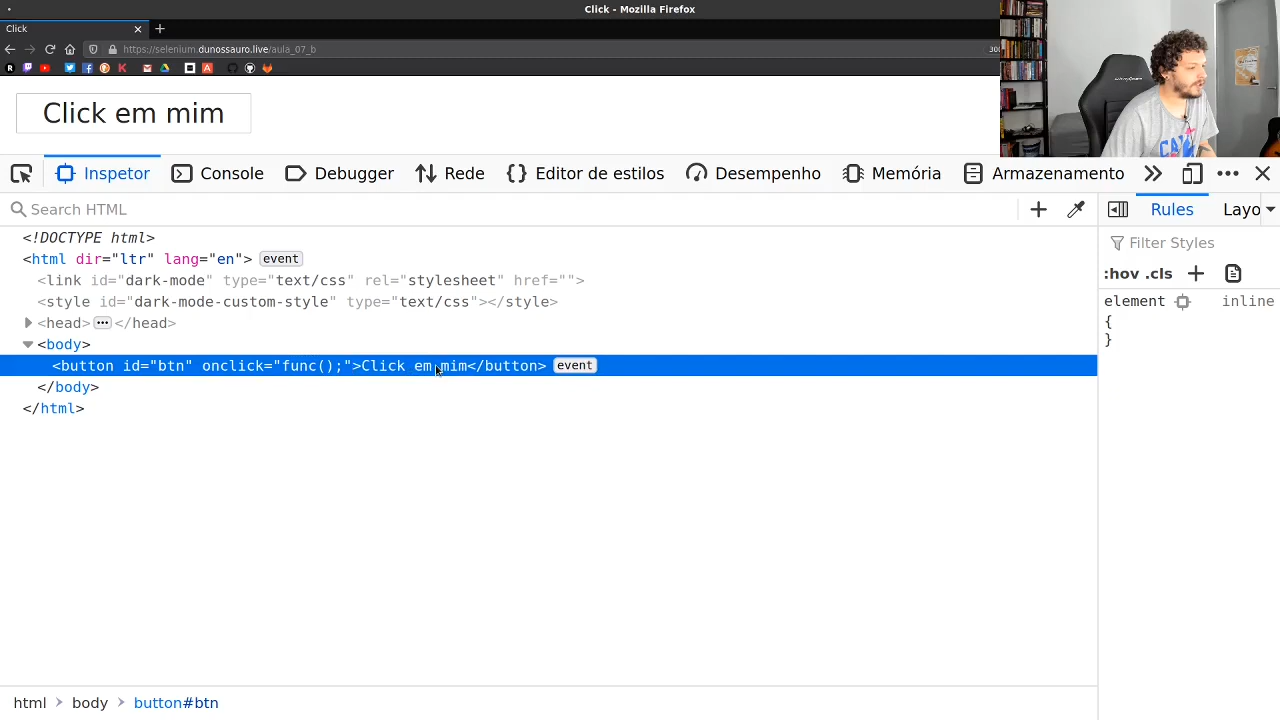 Click - Mozilla Firefox
Click
https://selenium.dunossauro.live/aula_07_b
300
Click em mim
Inspetor Console Debugger Rede Editor de estilos Desempenho Memória Armazenamento
Search HTML
Rules Layo
<!DOCTYPE html>
Filter Styles
<html dir="ltr" lang="en"> event
:hov .cls
<link id="dark-mode" type="text/css" rel="stylesheet" href="">
<style id="dark-mode-custom-style" type="text/css"></style>
element inline
<head> ••• </head>
{
<body>
}
<button id="btn" onclick="func();">Click em mim</button> event
</body>
</html>
html > body > button#btn